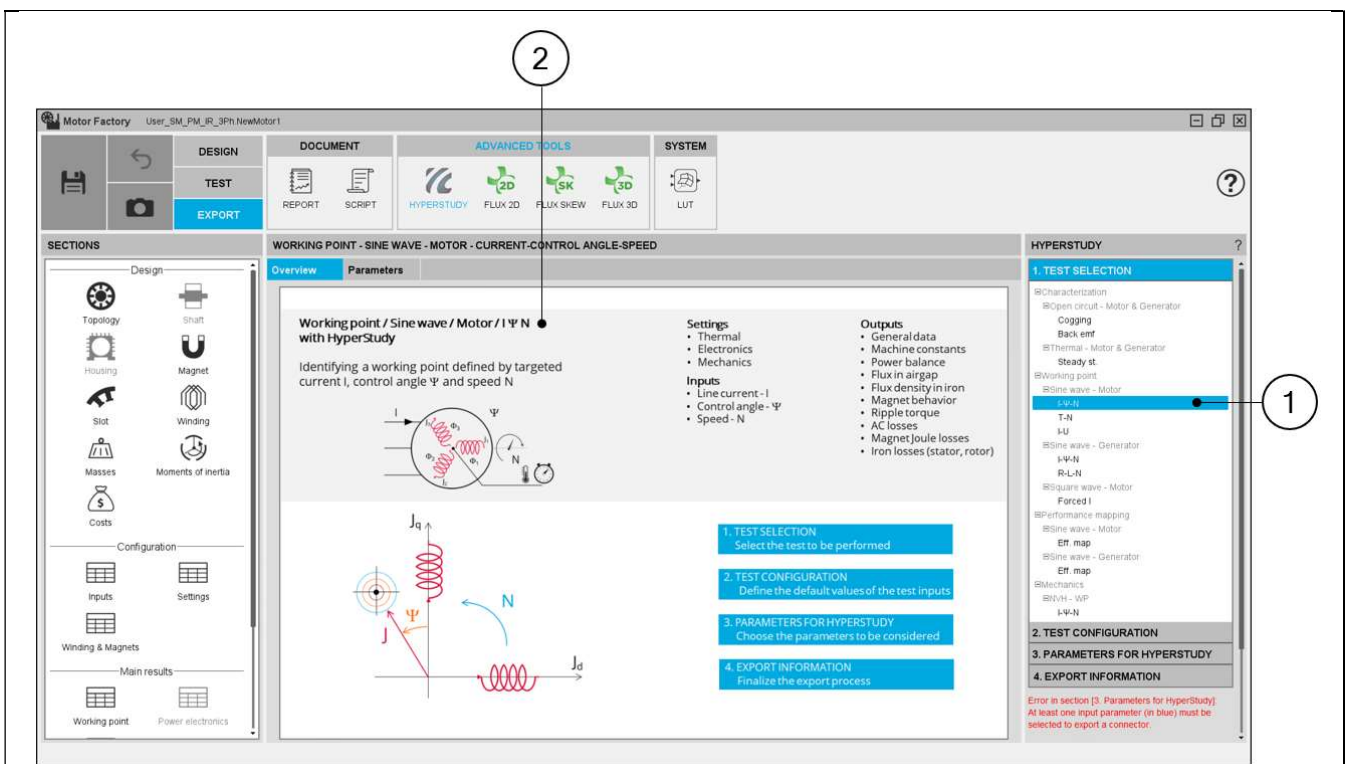 2
Motor Factory User_SM_PM_IR_3Ph.NewMotor1
DESIGN
TEST
EXPORT
DOCUMENT
REPORT
SCRIPT
ADVANCED TOOLS
HYPERSTUDY
2D
FLUX 2D
SK
FLUX SKEW
3D
FLUX 3D
SYSTEM
LUT
?
SECTIONS
Design
Topology
Shaft
Housing
Magnet
Slot
Winding
Masses
Moments of inertia
$
Costs
Configuration
Inputs
Settings
Winding & Magnets
Main results
Working point
Power electronics
WORKING POINT - SINE WAVE - MOTOR - CURRENT-CONTROL ANGLE-SPEED
Overview
Parameters
Working point / Sine wave / Motor / I Ψ N
with HyperStudy
Identifying a working point defined by targeted
current I, control angle Ψ and speed N
I
Ψ
J₃
Φ₃
J₁
Φ₂
Φ₁
J₂
N
Settings
• Thermal
• Electronics
• Mechanics
Inputs
• Line current - I
• Control angle - Ψ
• Speed - N
Outputs
• General data
• Machine constants
• Power balance
• Flux in airgap
• Flux density in iron
• Magnet behavior
• Ripple torque
• AC losses
• Magnet Joule losses
• Iron losses (stator, rotor)
Jq
Ψ
N
J
Jd
1. TEST SELECTION
Select the test to be performed
2. TEST CONFIGURATION
Define the default values of the test inputs
3. PARAMETERS FOR HYPERSTUDY
Choose the parameters to be considered
4. EXPORT INFORMATION
Finalize the export process
HYPERSTUDY ?
1. TEST SELECTION
Characterization
Open circuit - Motor & Generator
Cogging
Back emf
Thermal - Motor & Generator
Steady st.
Working point
Sine wave - Motor
I-Ψ-N
T-N
I-U
Sine wave - Generator
I-Ψ-N
R-L-N
Square wave - Motor
Forced I
Performance mapping
Sine wave - Motor
Eff. map
Sine wave - Generator
Eff. map
Mechanics
NVH - WP
I-Ψ-N
2. TEST CONFIGURATION
3. PARAMETERS FOR HYPERSTUDY
4. EXPORT INFORMATION
Error in section [3. Parameters for HyperStudy]
At least one input parameter (in blue) must be
selected to export a connector.
1